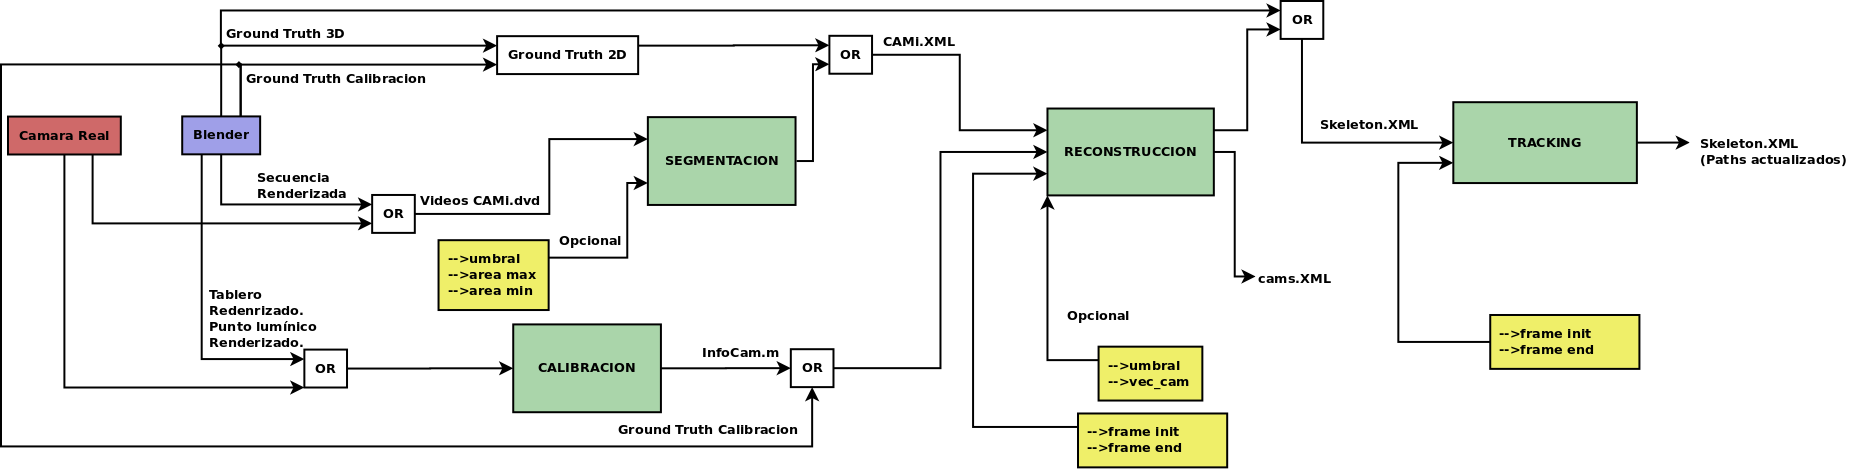 OR
Ground Truth 3D
Ground Truth 2D
OR
CAMi.XML
Ground Truth Calibracion
Camara Real
Blender
SEGMENTACION
RECONSTRUCCION
Skeleton.XML
TRACKING
Skeleton.XML
(Paths actualizados)
Secuencia
Renderizada
OR
Videos CAMi.dvd
Opcional
-->umbral
-->area max
-->area min
cams.XML
Tablero
Redenrizado.
Punto lumínico
Renderizado.
OR
CALIBRACION
InfoCam.m
OR
Opcional
-->umbral
-->vec_cam
-->frame init
-->frame end
Ground Truth Calibracion
-->frame init
-->frame end